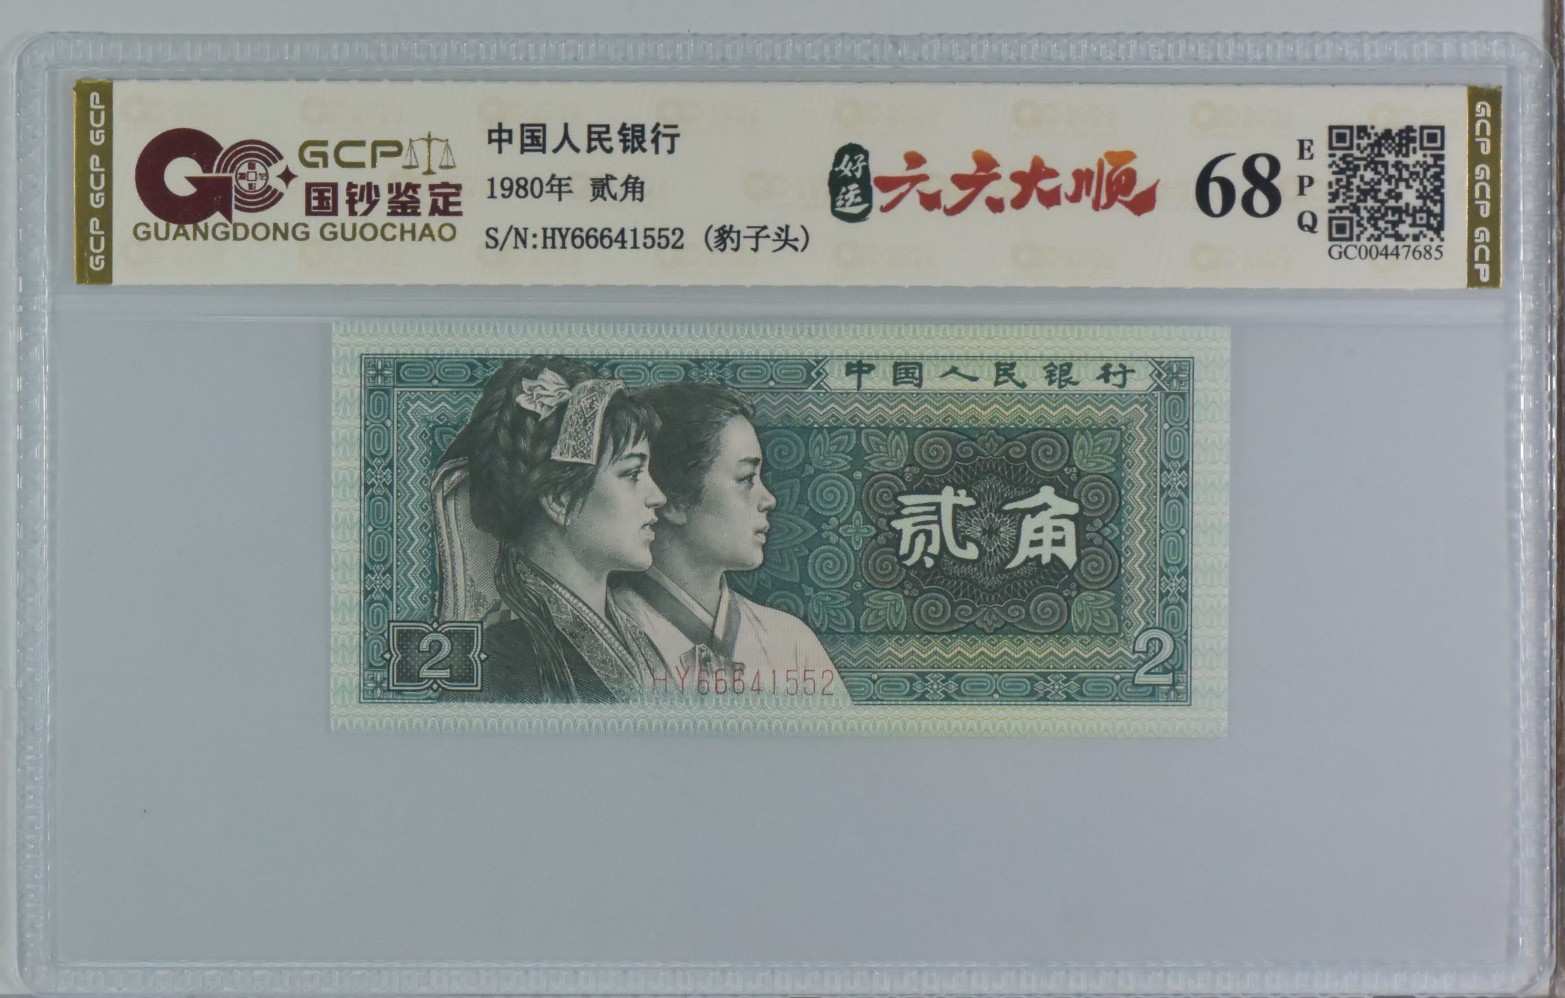 GCP GCP GCP
GCP
国钞鉴定
GUANGDONG GUOCHAO
中国人民银行
1980年 贰角
S/N:HY66641552 (豹子头)
好运
六六大顺
68
E
P
Q
GC00447685
GCP GCP GCP
中国人民银行
贰角
2
2
HY66641552